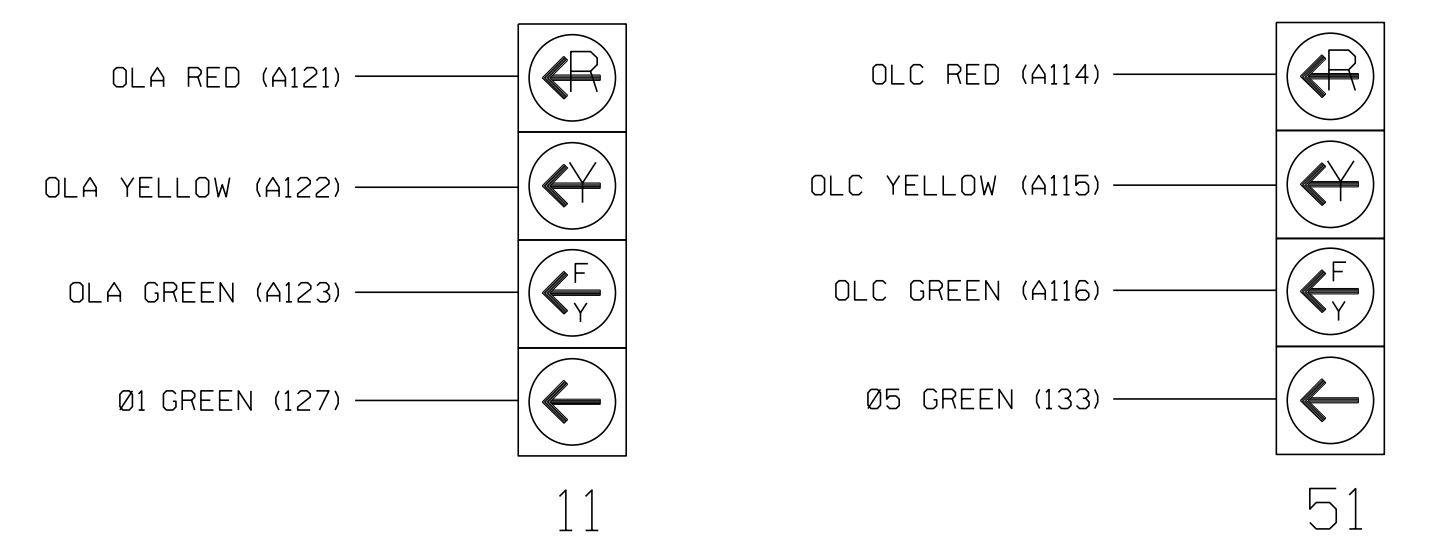 OLA RED (A121)
R
OLA YELLOW (A122)
Y
OLA GREEN (A123)
F
Y
Ø1 GREEN (127)
11
OLC RED (A114)
R
OLC YELLOW (A115)
Y
OLC GREEN (A116)
F
Y
Ø5 GREEN (133)
51